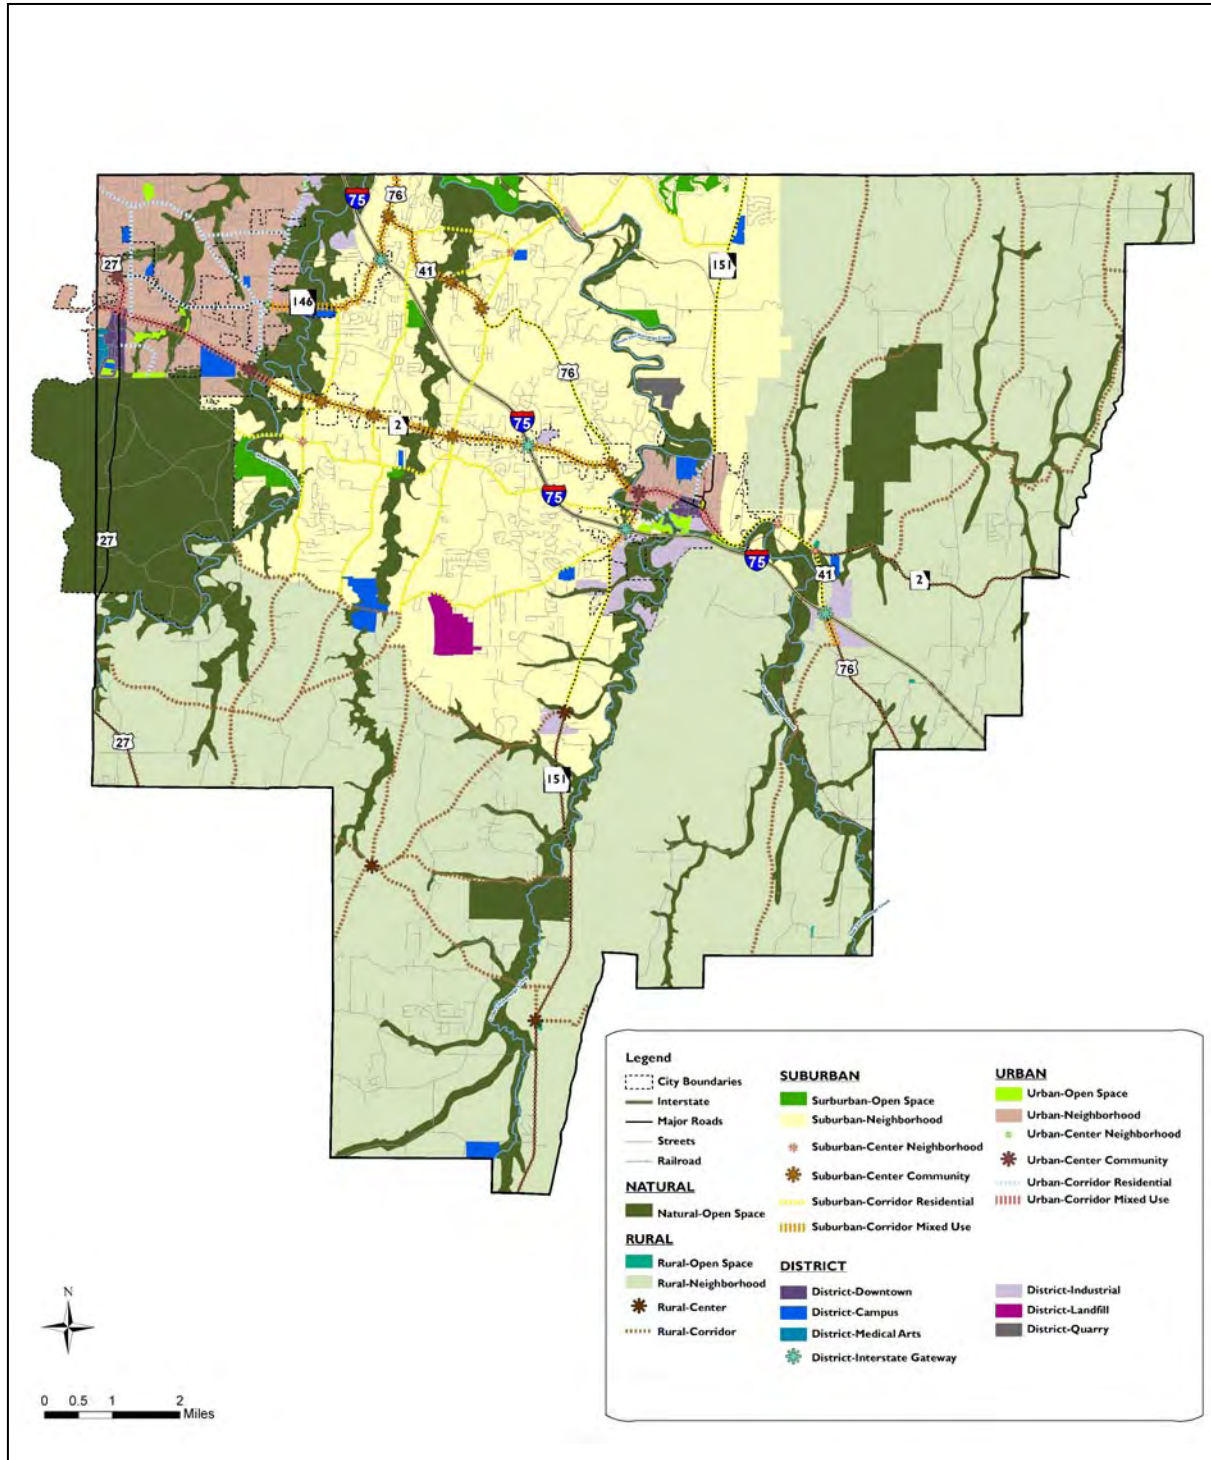 75
76
27
41
151
146
76
2
75
75
27
75
41
2
76
27
151
Legend
City Boundaries
Interstate
Major Roads
Streets
Railroad
NATURAL
Natural-Open Space
RURAL
Rural-Open Space
Rural-Neighborhood
Rural-Center
Rural-Corridor
SUBURBAN
Surburban-Open Space
Suburban-Neighborhood
Suburban-Center Neighborhood
Suburban-Center Community
Suburban-Corridor Residential
Suburban-Corridor Mixed Use
URBAN
Urban-Open Space
Urban-Neighborhood
Urban-Center Neighborhood
Urban-Center Community
Urban-Corridor Residential
Urban-Corridor Mixed Use
DISTRICT
District-Downtown
District-Campus
District-Medical Arts
District-Interstate Gateway
District-Industrial
District-Landfill
District-Quarry
N
0 0.5 1 2
Miles